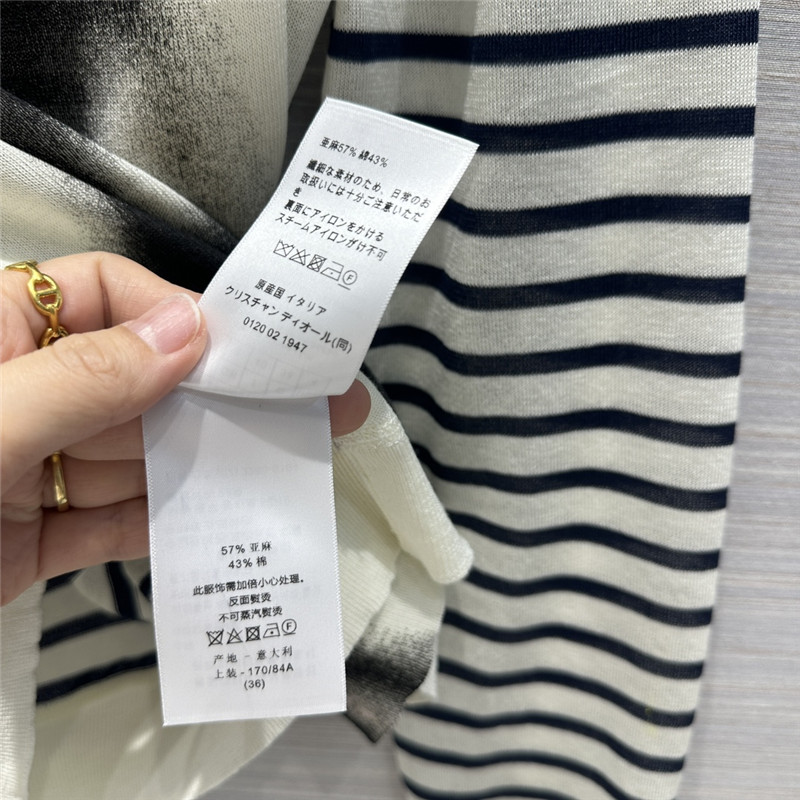 亜麻57% 綿43%
繊細な素材のため、日常のお
取扱いには十分ご注意いただ
き
裏面にアイロンをかける
スチームアイロンがけ不可
F
原産国 イタリア
クリスチャン ディオール(同)
0120 02 1947
57% 亚麻
43% 棉
此服饰需加倍小心处理.
反面熨烫
不可蒸汽熨烫
F
产地 - 意大利
上装 - 170/84A
(36)